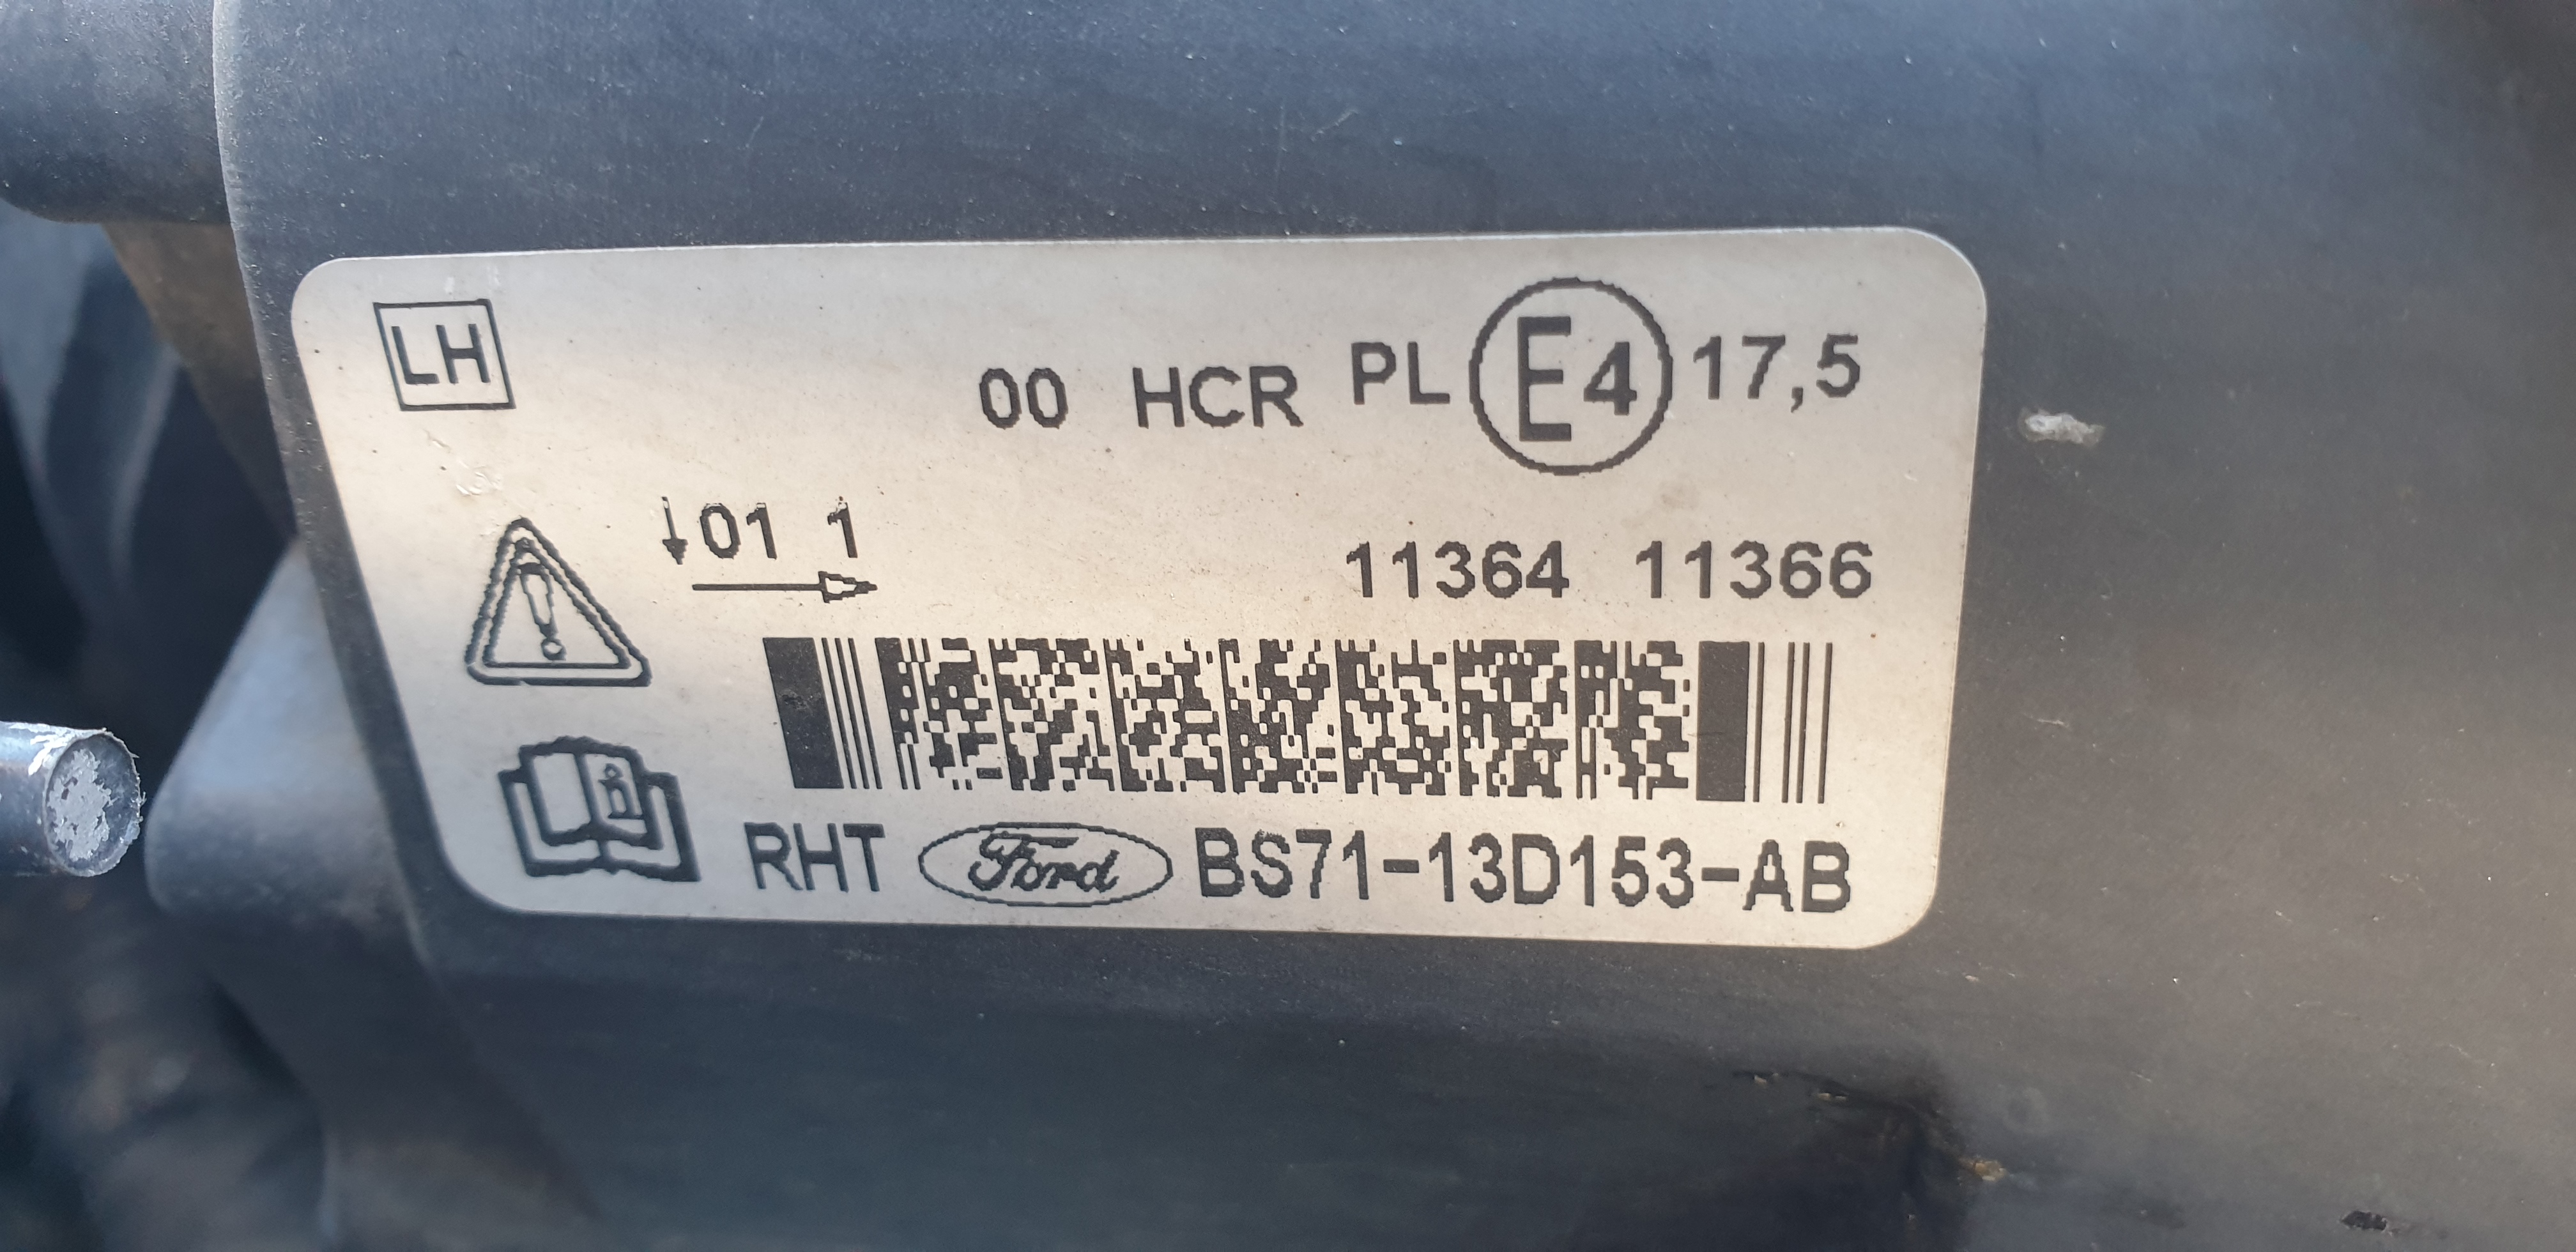 LH
00 HCR PL E4 17,5
↓01 1
→
11364 11366
RHT Ford BS71-13D153-AB